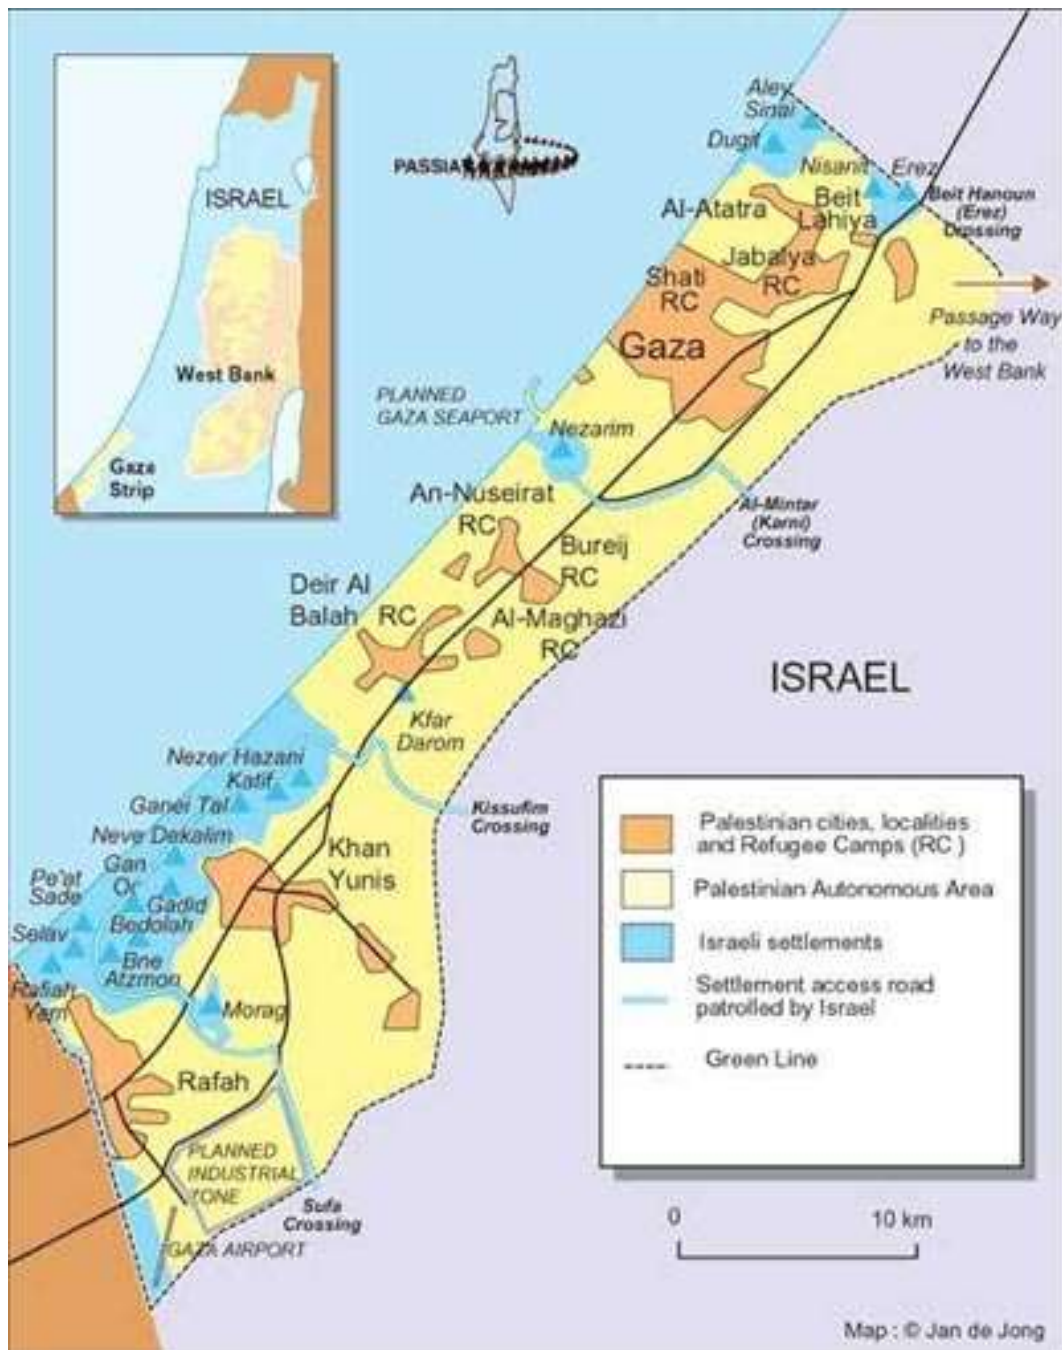 ISRAEL
West Bank
Gaza
Strip
PASSIA
Aley
Sinai
Dugit
Nisanit
Erez
Beit Hanoun
(Erez)
Crossing
Al-Atatra
Beit
Lahiya
Jabalya
RC
Shati
RC
Gaza
Passage Way
to the
West Bank
PLANNED
GAZA SEAPORT
Nezarim
An-Nuseirat
RC
Al-Mintar
(Karni)
Crossing
Bureij
RC
Deir Al
Balah RC
Al-Maghazi
RC
ISRAEL
Kfar
Darom
Nezer Hazani
Katif
Ganei Tal
Kissufim
Crossing
Neve Dekalim
Gan
Or
Khan
Yunis
Pe'at
Sade
Gadid
Selav
Bedolah
Bne
Atzmon
Rafiah
Yam
Morag
Rafah
PLANNED
INDUSTRIAL
ZONE
Sufa
Crossing
GAZA AIRPORT
Palestinian cities, localities
and Refugee Camps (RC )
Palestinian Autonomous Area
Israeli settlements
Settlement access road
patrolled by Israel
Green Line
0 10 km
Map : © Jan de Jong